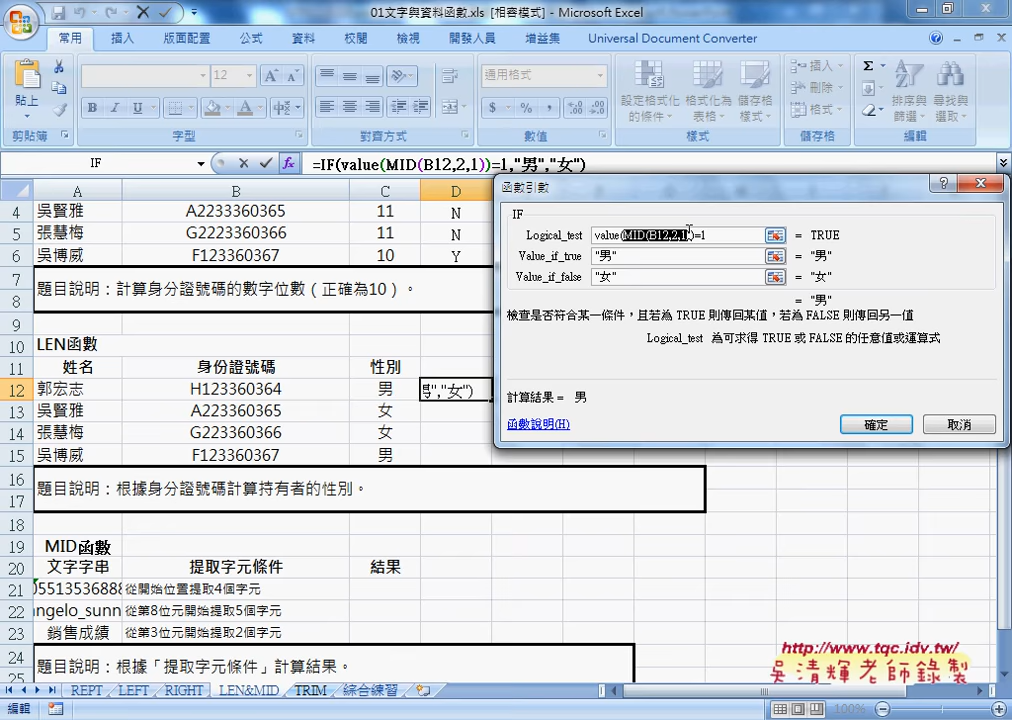 01文字與資料函數.xls [相容模式] - Microsoft Excel
常用 插入 版面配置 公式 資料 校閱 檢視 開發人員 增益集 Universal Document Converter
貼上 12 通用格式 設定格式化的條件 格式化為表格 儲存格樣式 插入 刪除 格式 排序與篩選 尋找與選取
剪貼簿 字型 對齊方式 數值 樣式 儲存格 編輯
IF =IF(value(MID(B12,2,1))=1,"男","女")
A B C D
4 吳賢雅 A2233360365 11 N
5 張慧梅 G2223360366 11 N
6 吳博威 F123360367 10 Y
7 題目說明：計算身分證號碼的數字位數（正確為10）。
8
9
10 LEN函數
11 姓名 身份證號碼 性別
12 郭宏志 H123360364 男 "女")
13 吳賢雅 A223360365 女
14 張慧梅 G223360366 女
15 吳博威 F123360367 男
16 題目說明：根據身分證號碼計算持有者的性別。
17
18
19 MID函數
20 文字字串 提取字元條件 結果
21 0551353688 從開始位置提取4個字元
22 angelo_sunn 從第8位元開始提取5個字元
23 銷售成績 從第3位元開始提取2個字元
24 題目說明：根據「提取字元條件」計算結果。
25
函數引數
IF
Logical_test value(MID(B12,2,1))=1 = TRUE
Value_if_true "男" = "男"
Value_if_false "女" = "女"
= "男"
檢查是否符合某一條件，且若為 TRUE 則傳回某值，若為 FALSE 則傳回另一值
Logical_test 為可求得 TRUE 或 FALSE 的任意值或運算式
計算結果 = 男
函數說明(H) 確定 取消
http://www.tqc.idv.tw/
吳清輝老師錄製
REPT LEFT RIGHT LEN&MID TRIM 綜合練習
編輯 100%